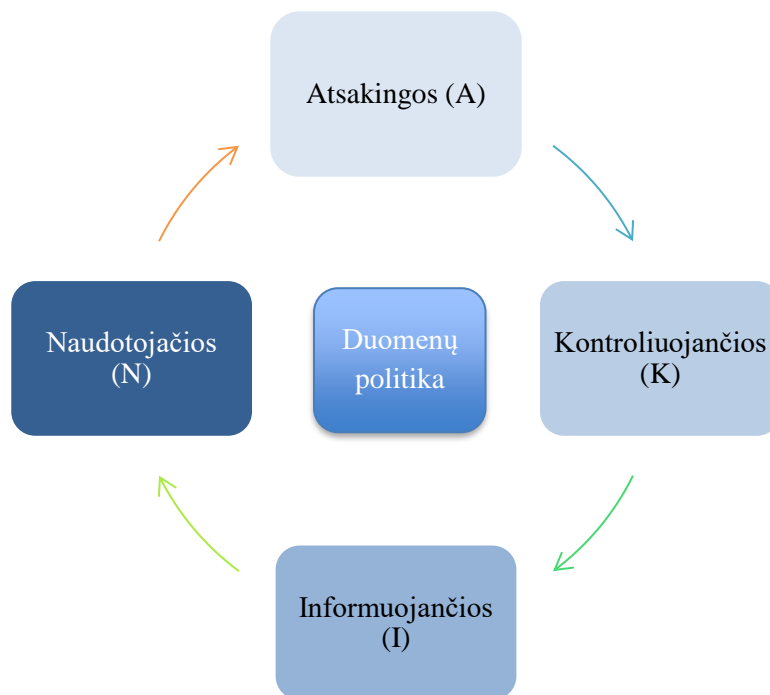 Atsakingos (A)
Naudotojačios
(N)
Duomenų
politika
Kontroliuojančios
(K)
Informuojančios
(I)